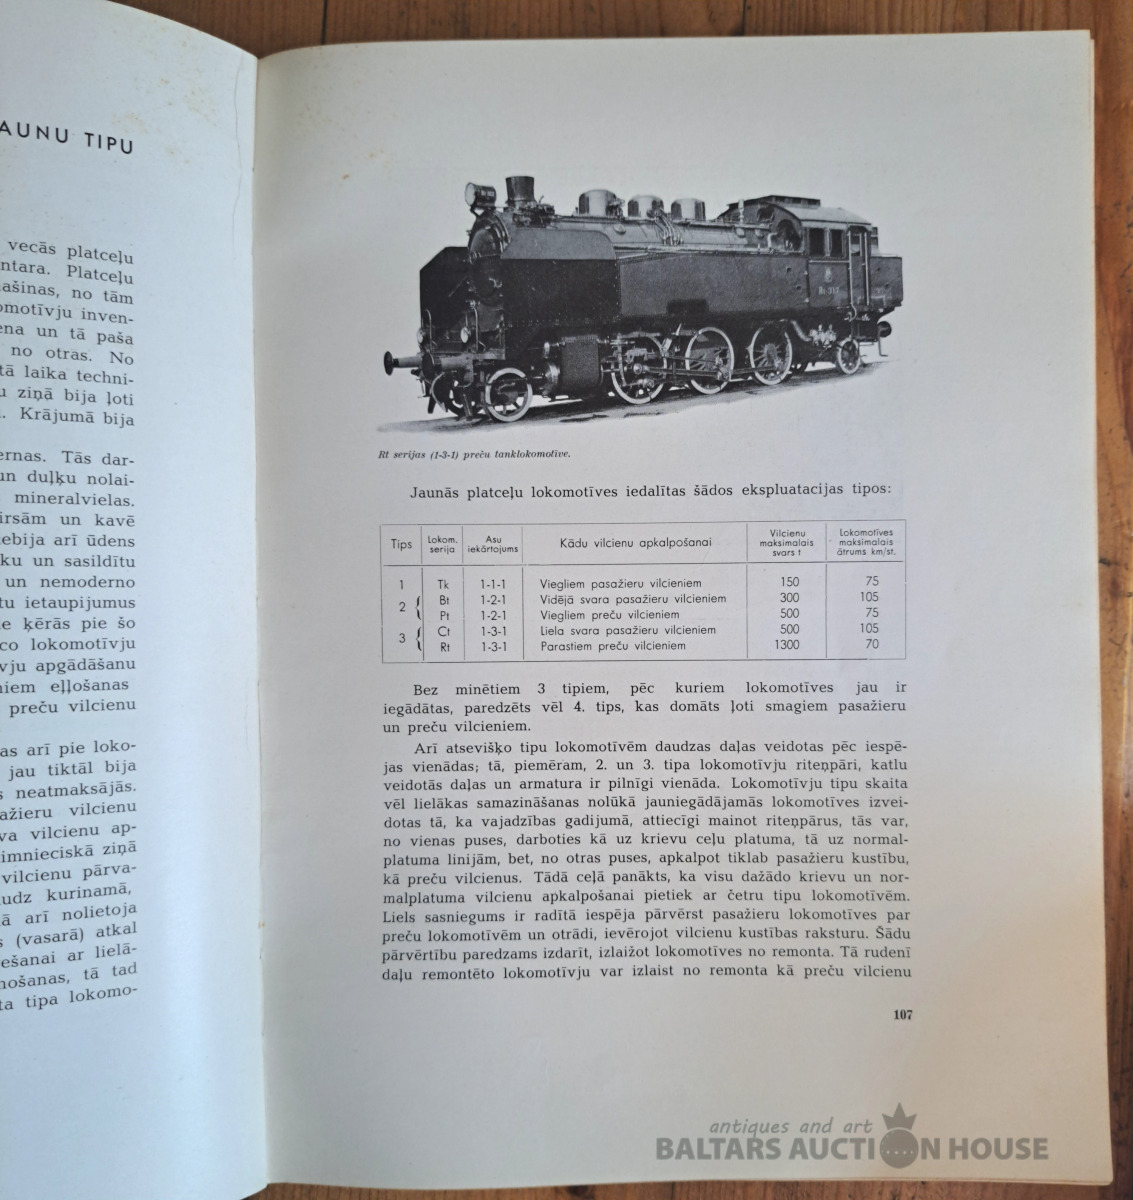 AUNU TIPU
vecās platceļu
ntara. Platceļu
ašinas, no tām
omotīvju inven-
ena un tā paša
no otras. No
tā laika techni-
u ziņā bija ļoti
Krājumā bija
ernas. Tās dar-
un duļķu nolai-
mineralvielas.
irsām un kavē
ebija arī ūdens
ku un sasildītu
un nemoderno
tu ietaupijumus
e ķērās pie šo
co lokomotīvju
vju apgādāšanu
niem eļļošanas
preču vilcienu
as arī pie loko-
jau tiktāl bija
s neatmaksājās.
ažieru vilcienu
va vilcienu ap-
imnieciskā ziņā
vilcienu pārva-
udz kurinamā,
ā arī nolietoja
s (vasarā) atkal
ešanai ar lielā-
nošanas, tā tad
ta tipa lokomo-
Rt serijas (1-3-1) preču tanklokomotīve.
Jaunās platceļu lokomotīves iedalītas šādos ekspluatacijas tipos:
Tips Lokom. serija Asu iekārtojums Kādu vilcienu apkalpošanai Vilcienu maksimalais svars t Lokomotīves maksimalais ātrums km/st.
1 Tk 1-1-1 Viegliem pasažieru vilcieniem 150 75
2 { Bt 1-2-1 Vidējā svara pasažieru vilcieniem 300 105
Pt 1-2-1 Viegliem preču vilcieniem 500 75
3 { Ct 1-3-1 Liela svara pasažieru vilcieniem 500 105
Rt 1-3-1 Parastiem preču vilcieniem 1300 70
Bez minētiem 3 tipiem, pēc kuriem lokomotīves jau ir
iegādātas, paredzēts vēl 4. tips, kas domāts ļoti smagiem pasažieru
un preču vilcieniem.
Arī atsevišķo tipu lokomotīvēm daudzas daļas veidotas pēc iespē-
jas vienādas; tā, piemēram, 2. un 3. tipa lokomotīvju riteņpāri, katlu
veidotās daļas un armatura ir pilnīgi vienāda. Lokomotīvju tipu skaita
vēl lielākas samazināšanas nolūkā jauniegādājamās lokomotīves izvei-
dotas tā, ka vajadzības gadijumā, attiecīgi mainot riteņpārus, tās var,
no vienas puses, darboties kā uz krievu ceļu platuma, tā uz normal-
platuma linijām, bet, no otras puses, apkalpot tiklab pasažieru kustību,
kā preču vilcienus. Tādā ceļā panākts, ka visu dažādo krievu un nor-
malplatuma vilcienu apkalpošanai pietiek ar četru tipu lokomotīvēm.
Liels sasniegums ir radītā iespēja pārvērst pasažieru lokomotīves par
preču lokomotīvēm un otrādi, ievērojot vilcienu kustības raksturu. Šādu
pārvērtību paredzams izdarīt, izlaižot lokomotīves no remonta. Tā rudenī
daļu remontēto lokomotīvju var izlaist no remonta kā preču vilcienu
107
antiques and art
BALTARS AUCTION HOUSE